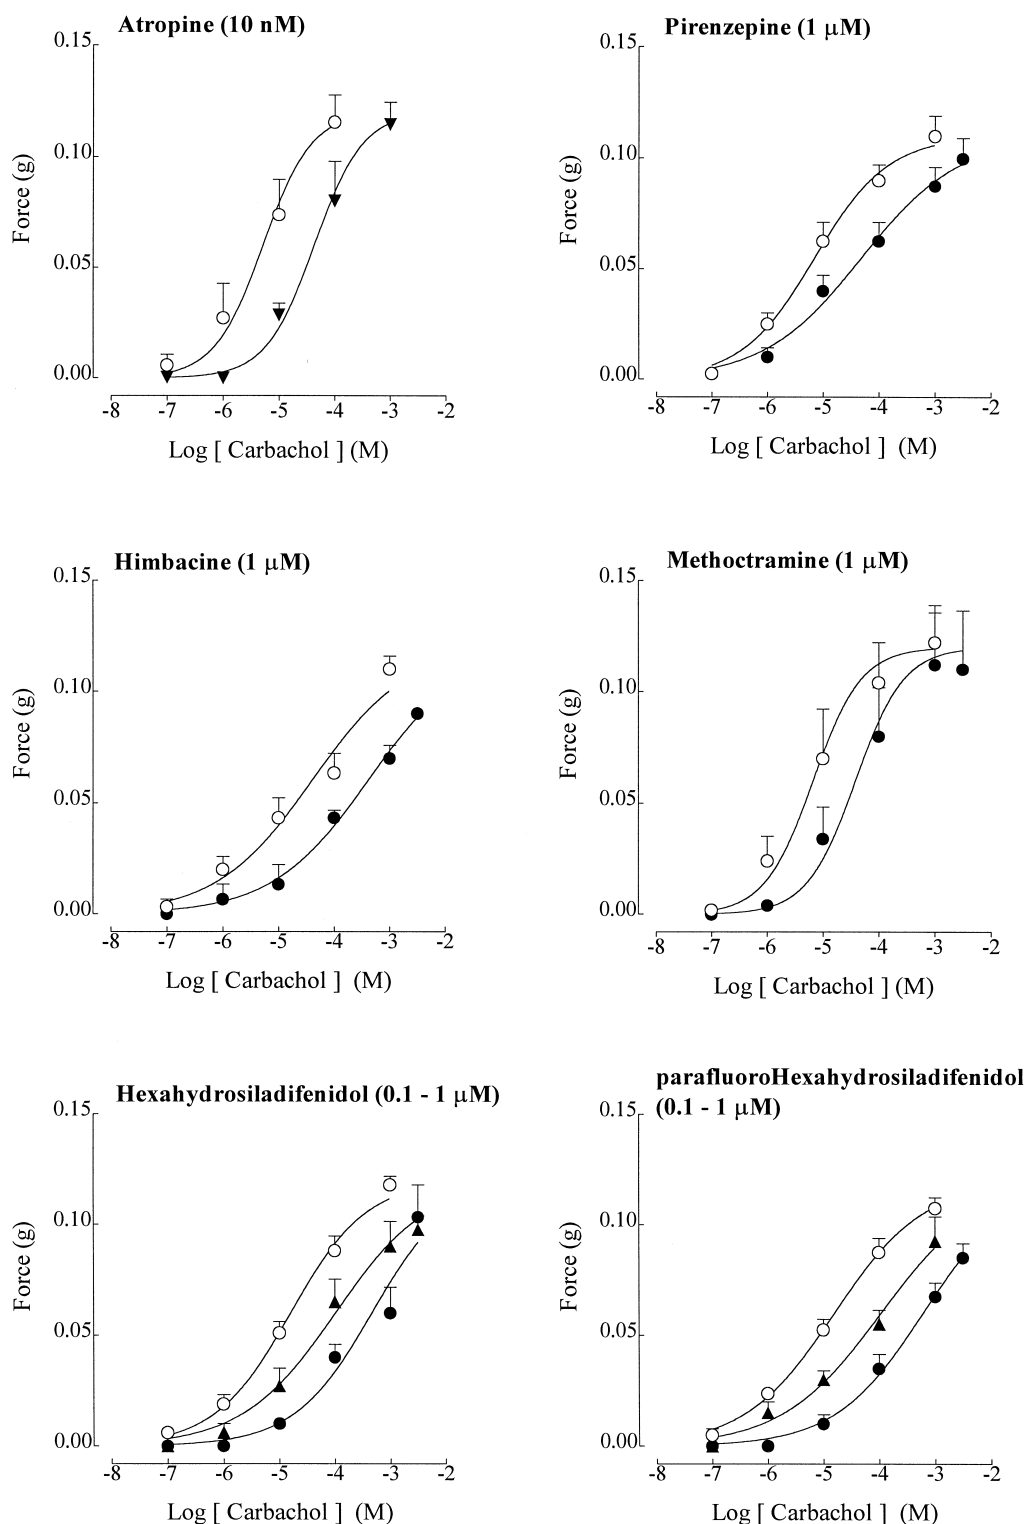 Atropine (10 nM)
0.15
0.10
0.05
0.00
Force (g)
-8 -7 -6 -5 -4 -3 -2
Log [ Carbachol ] (M)
Pirenzepine (1 µM)
0.15
0.10
0.05
0.00
Force (g)
-8 -7 -6 -5 -4 -3 -2
Log [ Carbachol ] (M)
Himbacine (1 µM)
0.15
0.10
0.05
0.00
Force (g)
-8 -7 -6 -5 -4 -3 -2
Log [ Carbachol ] (M)
Methoctramine (1 µM)
0.15
0.10
0.05
0.00
Force (g)
-8 -7 -6 -5 -4 -3 -2
Log [ Carbachol ] (M)
Hexahydrosiladifenidol (0.1 - 1 µM)
0.15
0.10
0.05
0.00
Force (g)
-8 -7 -6 -5 -4 -3 -2
Log [ Carbachol ] (M)
parafluoroHexahydrosiladifenidol
(0.1 - 1 µM)
0.15
0.10
0.05
0.00
Force (g)
-8 -7 -6 -5 -4 -3 -2
Log [ Carbachol ] (M)